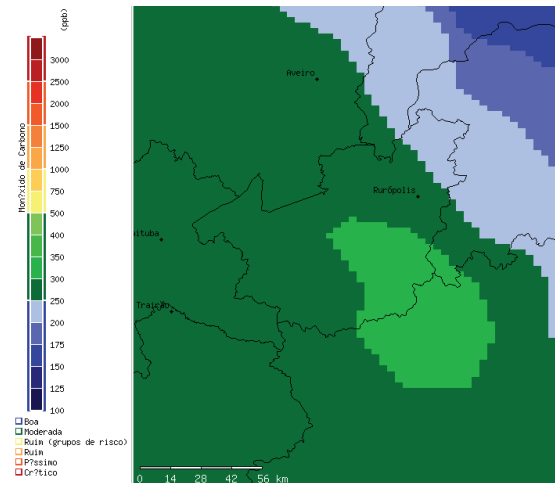 (ppb)
Mon?xido de Carbono
3000
2500
2000
1500
1250
1000
750
500
400
350
300
250
200
175
150
125
100
Boa
Moderada
Ruim (grupos de risco)
Ruim
P?ssimo
Cr?tico
Aveiro
Rurópolis
aituba
Trairão
0 14 28 56 km